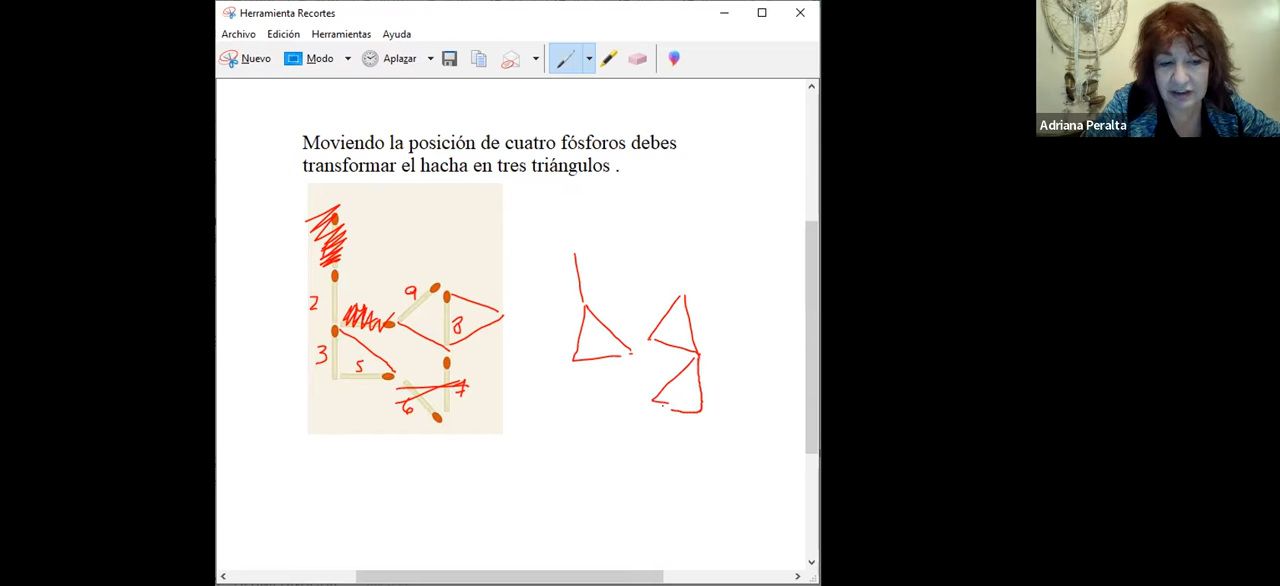 Herramienta Recortes
Archivo Edición Herramientas Ayuda
Nuevo Modo Aplazar
Adriana Peralta
Moviendo la posición de cuatro fósforos debes
transformar el hacha en tres triángulos .
9
2
8
3
5
7
6